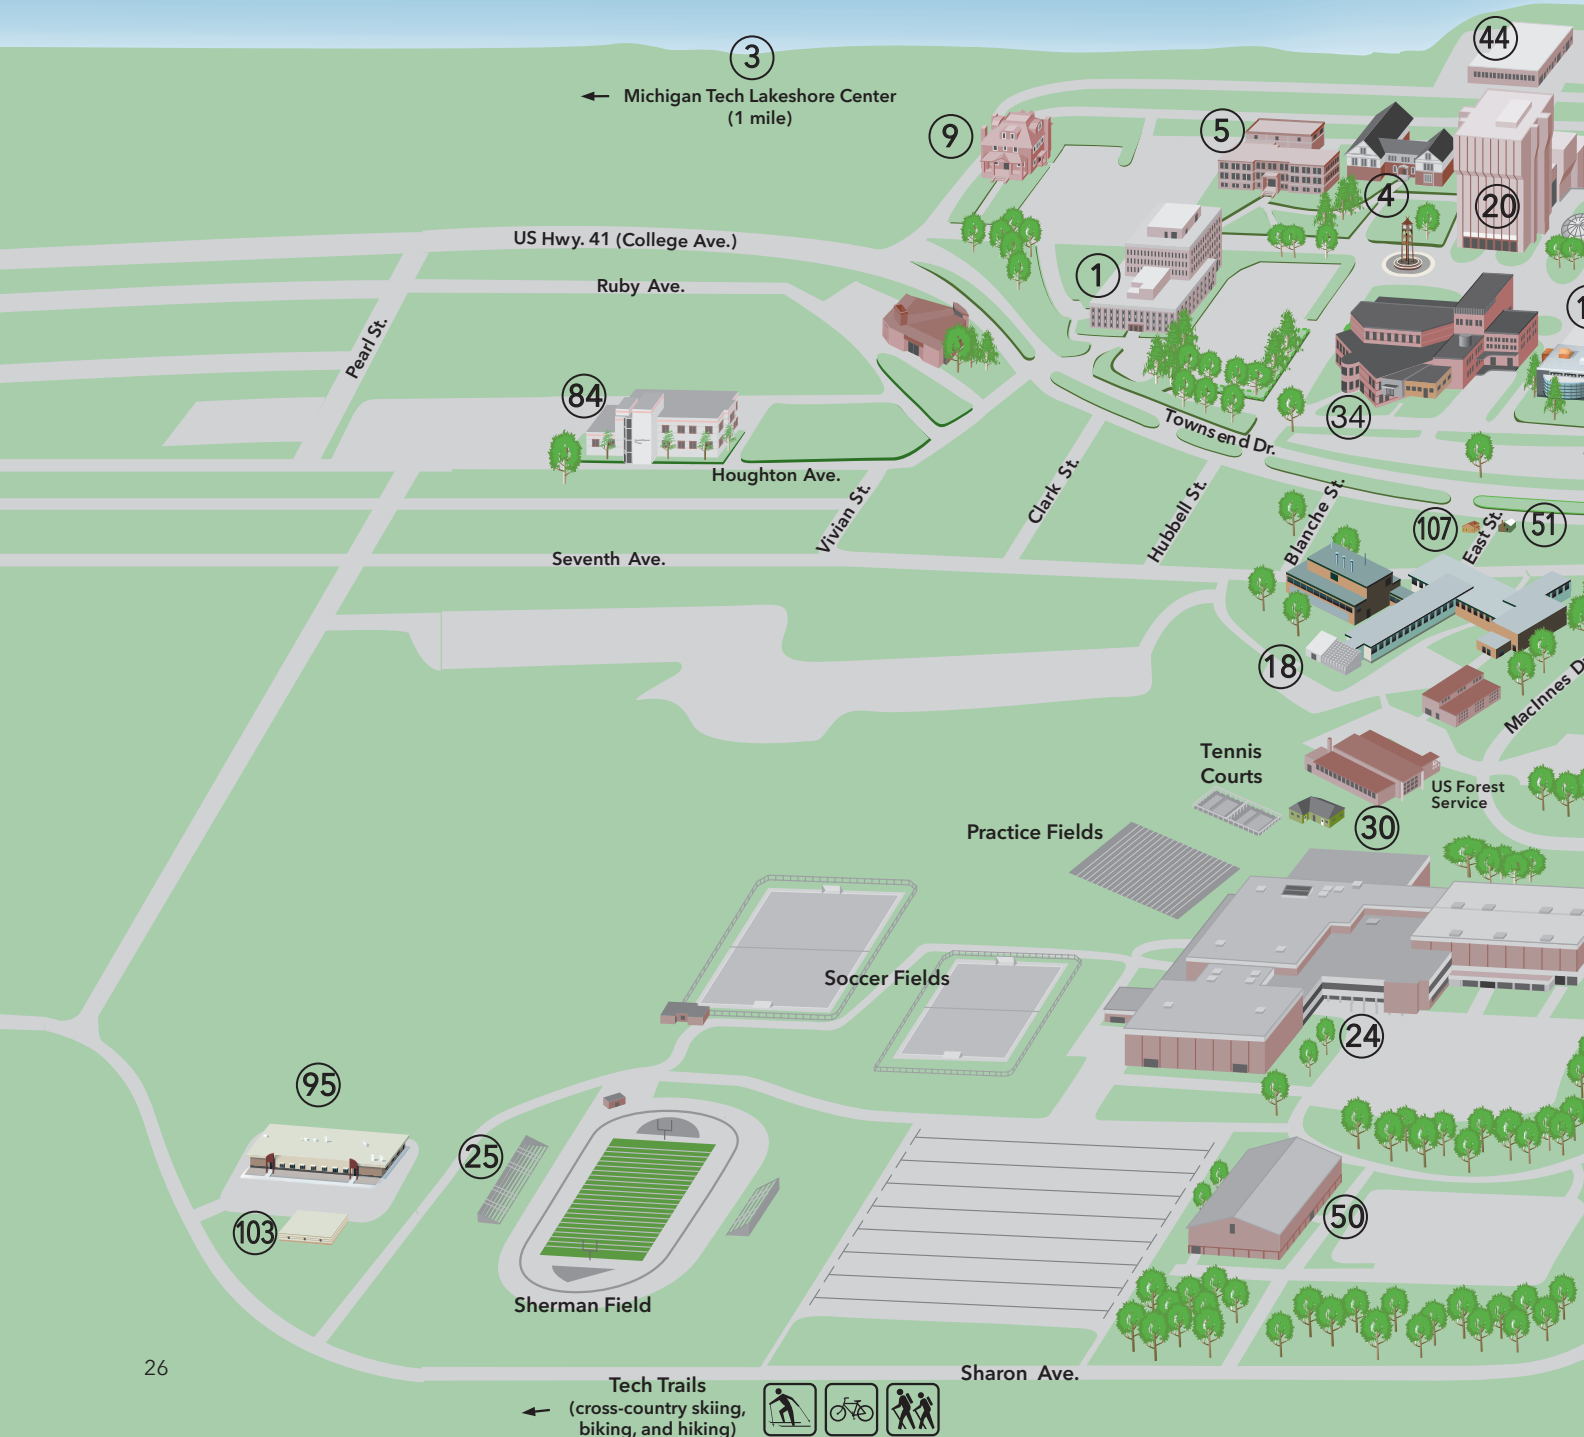 44
3
Michigan Tech Lakeshore Center
(1 mile)
9
5
4
20
US Hwy. 41 (College Ave.)
1
Ruby Ave.
1
Pearl St.
84
34
Townsend Dr.
Houghton Ave.
Vivian St.
Clark St.
Hubbell St.
Blanche St.
107
East St.
51
Seventh Ave.
18
MacInnes D
Tennis
Courts
US Forest
Service
Practice Fields
30
Soccer Fields
24
95
25
103
50
Sherman Field
26
Sharon Ave.
Tech Trails
(cross-country skiing,
biking, and hiking)